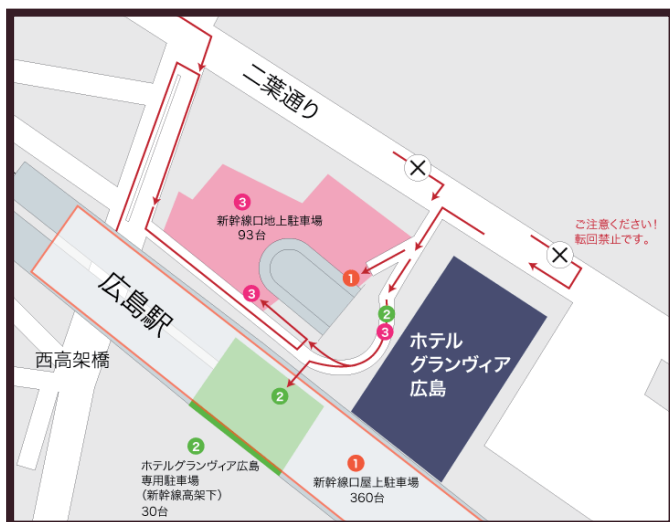 二葉通り
ご注意ください!
転回禁止です。
3
新幹線口地上駐車場
93台
1
3
2
3
広島駅
ホテル
グランヴィア
広島
西高架橋
2
2
ホテルグランヴィア広島
専用駐車場
(新幹線高架下)
30台
1
新幹線口屋上駐車場
360台